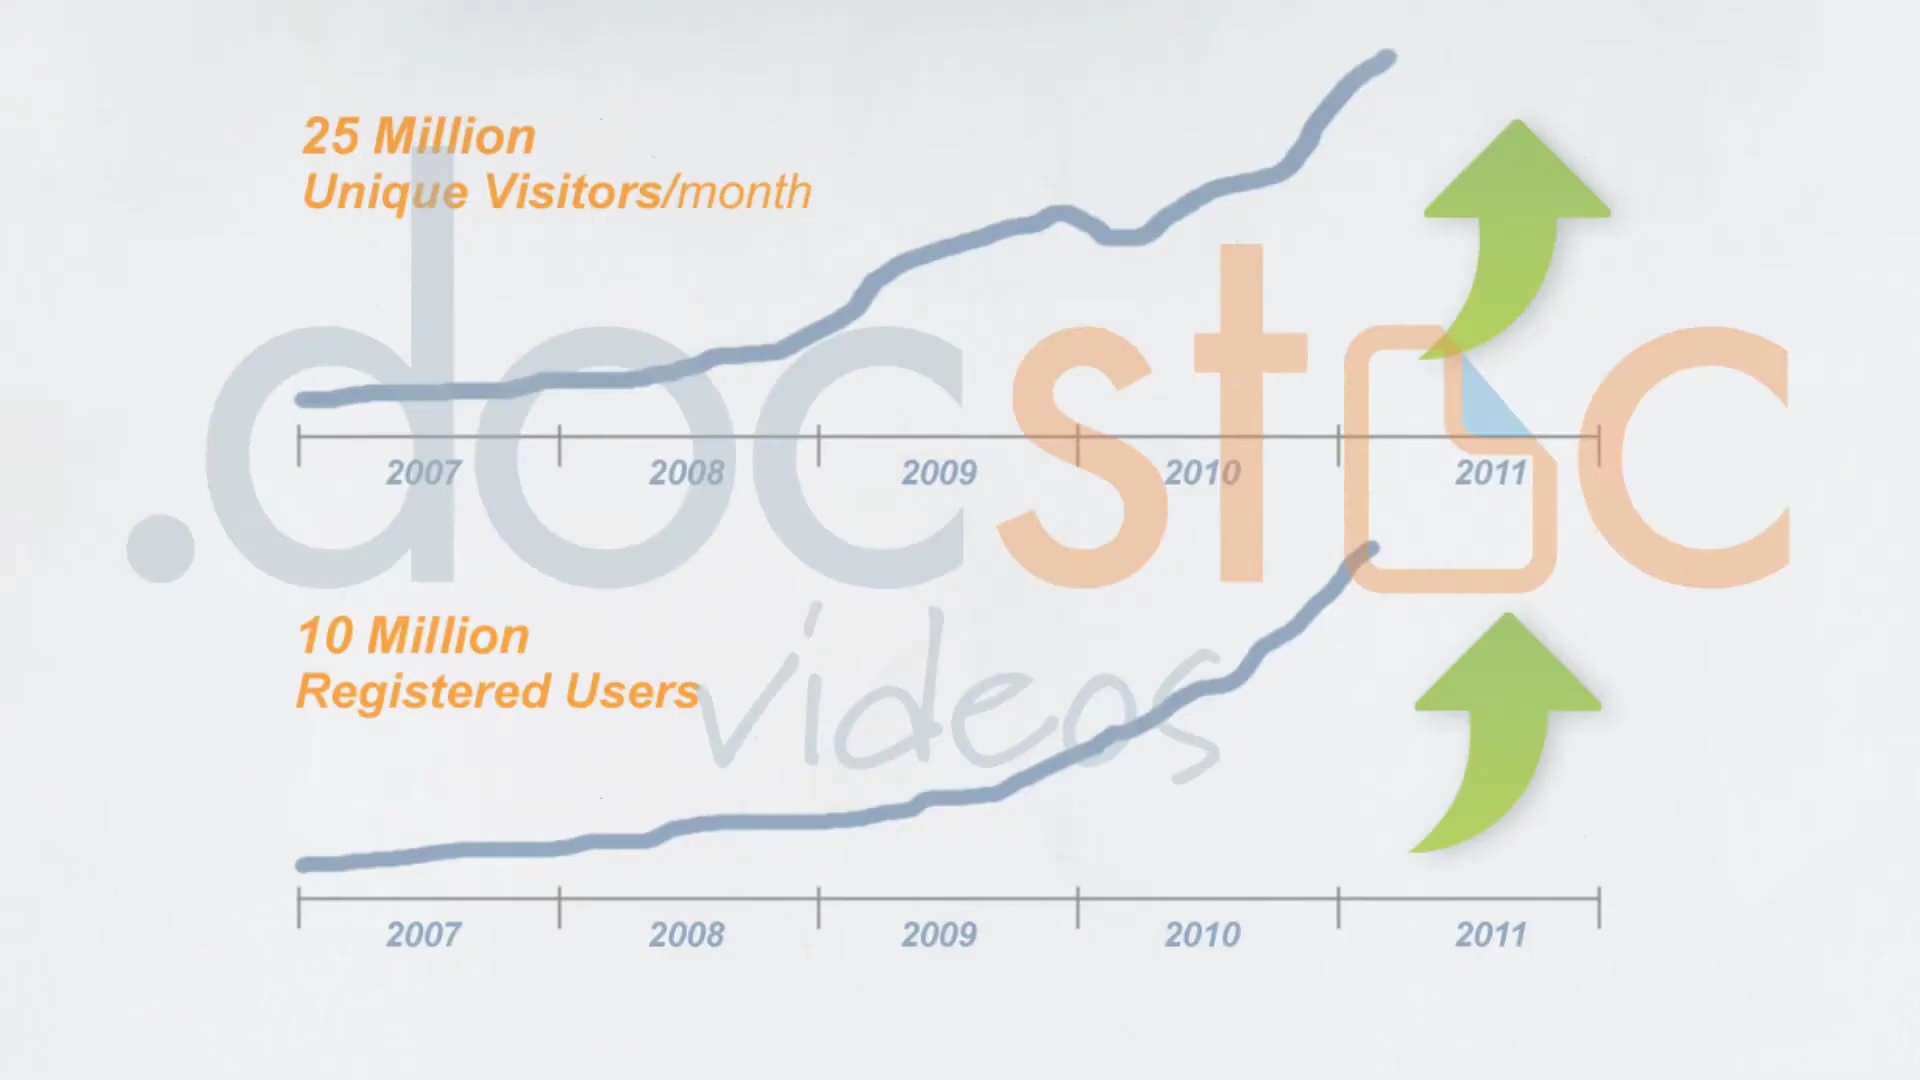 25 Million
Unique Visitors/month
2007 2008 2009 2010 2011
.docstoc
videos
10 Million
Registered Users
2007 2008 2009 2010 2011